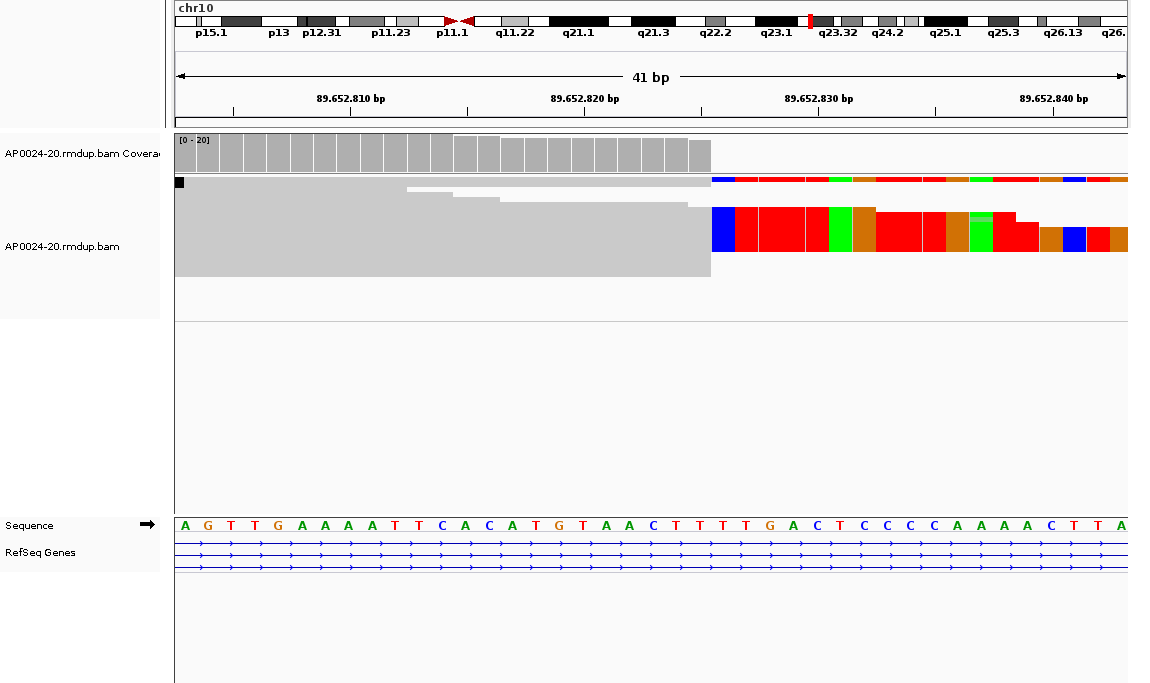 chr10
p15.1 p13 p12.31 p11.23 p11.1 q11.22 q21.1 q21.3 q22.2 q23.1 q23.32 q24.2 q25.1 q25.3 q26.13 q26.
41 bp
89.652.810 bp 89.652.820 bp 89.652.830 bp 89.652.840 bp
[0 - 20]
AP0024-20.rmdup.bam Covera
AP0024-20.rmdup.bam
Sequence A G T T G A A A A T T C A C A T G T A A C T T T T G A C T C C C C A A A A C T T A
RefSeq Genes